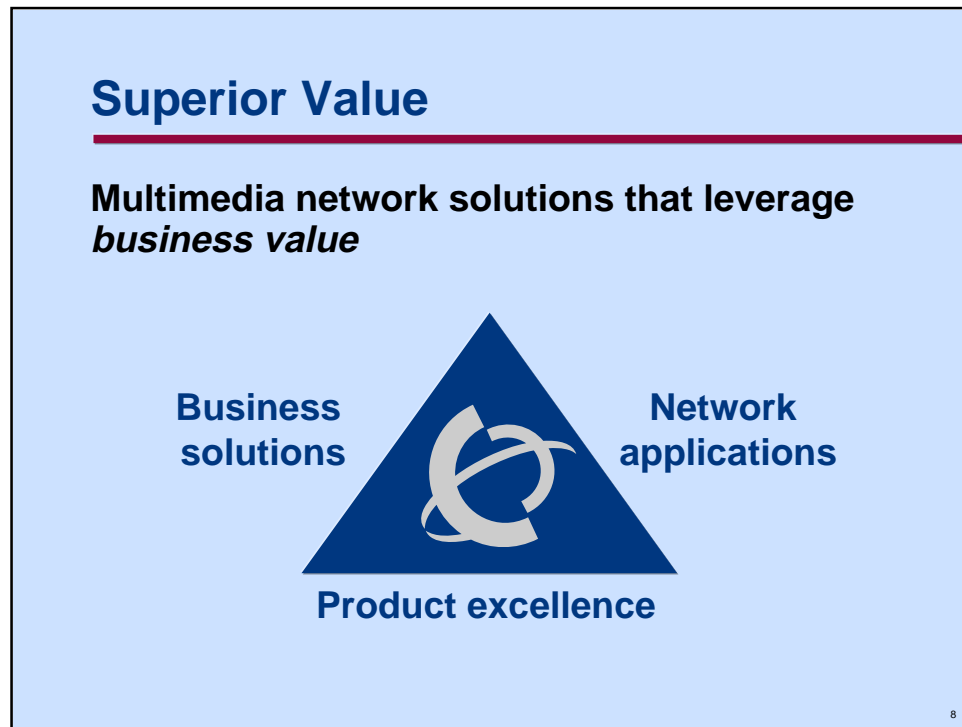 Superior Value
Multimedia network solutions that leverage
business value
Business
solutions
Network
applications
Product excellence
8